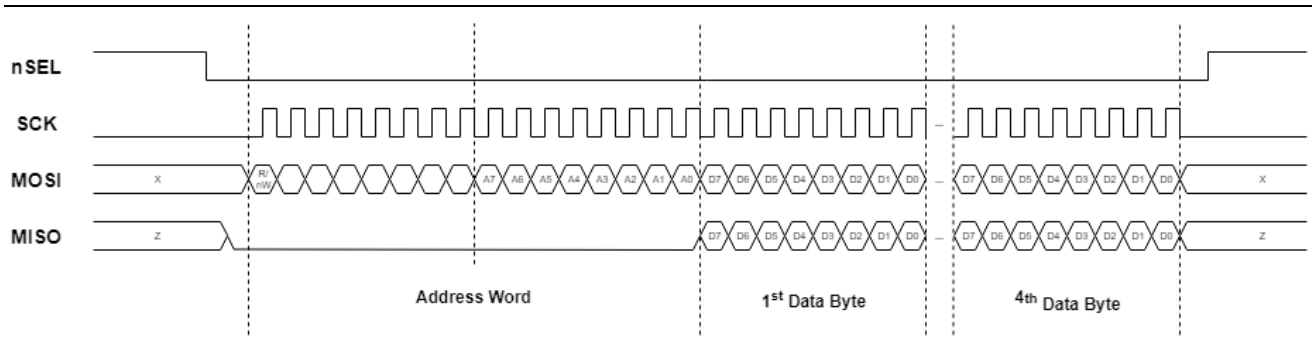 nSEL
SCK
–
MOSI X R/ nW A7 A6 A5 A4 A3 A2 A1 A0 D7 D6 D5 D4 D3 D2 D1 D0 – D7 D6 D5 D4 D3 D2 D1 D0 X
MISO Z D7 D6 D5 D4 D3 D2 D1 D0 – D7 D6 D5 D4 D3 D2 D1 D0 Z
Address Word 1st Data Byte 4th Data Byte